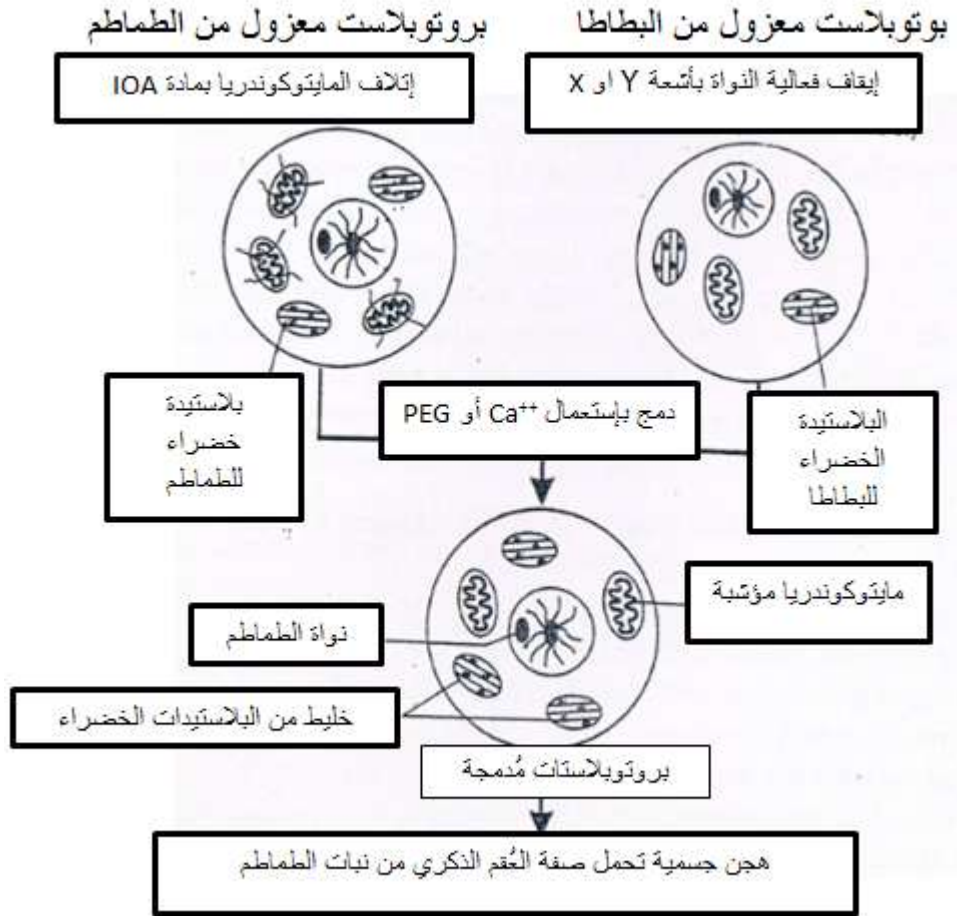 بوتوبلاست معزول من البطاطا
بروتوبلاست معزول من الطماطم
إيقاف فعالية النواة بأشعة Y او X
إتلاف المايتوكوندريا بمادة IOA
دمج بإستعمال Ca⁺⁺ أو PEG
البلاستيدة
الخضراء
للبطاطا
بلاستيدة
خضراء
للطماطم
مايتوكوندريا مؤشبة
نواة الطماطم
خليط من البلاستيدات الخضراء
بروتوبلاستات مُدمجة
هجن جسمية تحمل صفة العُقم الذكري من نبات الطماطم